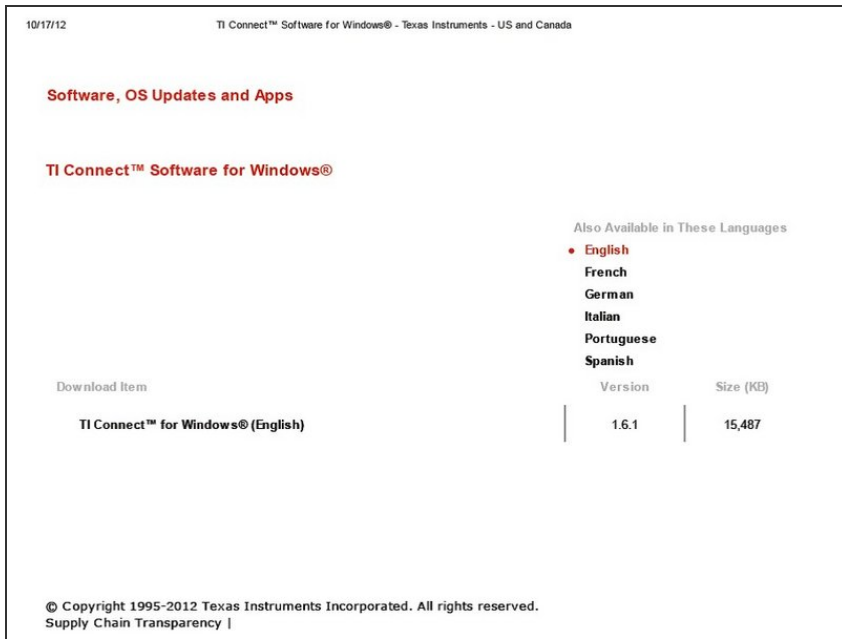 10/17/12 TI Connect™ Software for Windows® - Texas Instruments - US and Canada
Software, OS Updates and Apps
TI Connect™ Software for Windows®
Also Available in These Languages
• English
French
German
Italian
Portuguese
Spanish
Download Item Version Size (KB)
TI Connect™ for Windows® (English) 1.6.1 15,487
© Copyright 1995-2012 Texas Instruments Incorporated. All rights reserved.
Supply Chain Transparency |